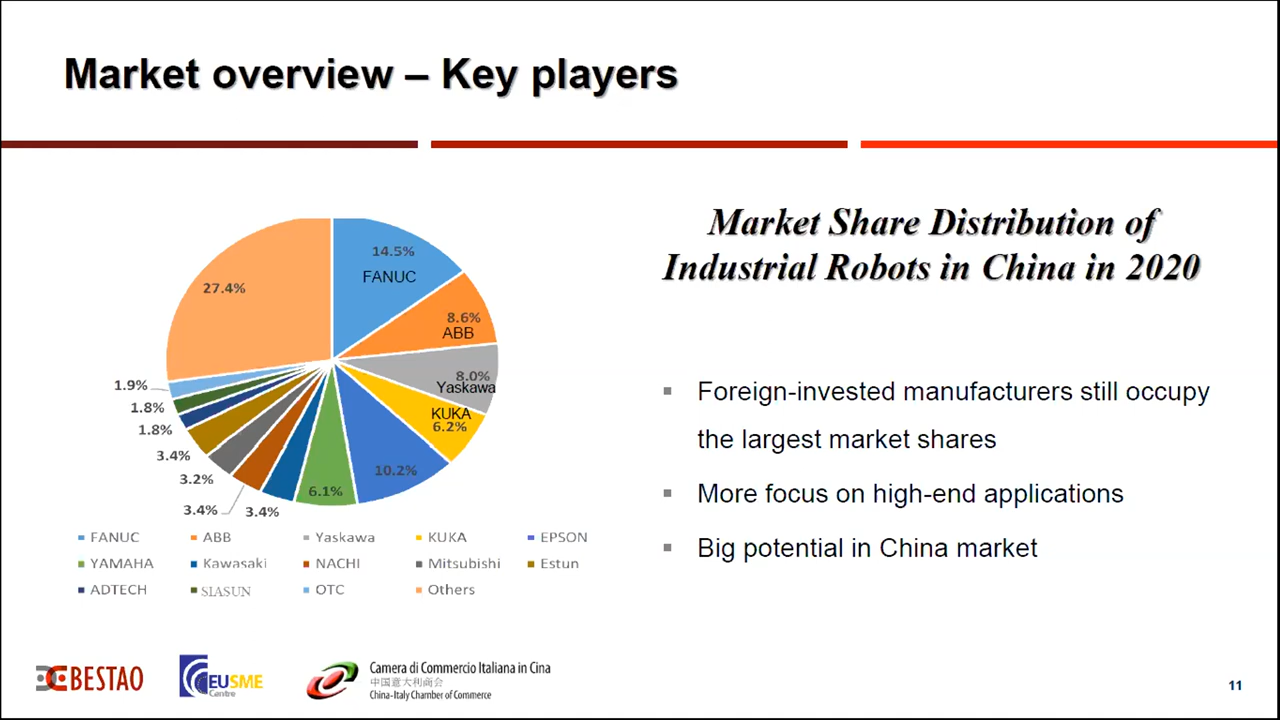 Market overview – Key players
Market Share Distribution of
Industrial Robots in China in 2020
14.5%
FANUC
27.4%
8.6%
ABB
8.0%
Yaskawa
KUKA
6.2%
10.2%
6.1%
1.9%
1.8%
1.8%
3.4%
3.2%
3.4%
3.4%
FANUC
ABB
Yaskawa
KUKA
EPSON
YAMAHA
Kawasaki
NACHI
Mitsubishi
Estun
ADTECH
SIASUN
OTC
Others
Foreign-invested manufacturers still occupy
the largest market shares
More focus on high-end applications
Big potential in China market
BESTAO
EUSME
Centre
Camera di Commercio Italiana in Cina
中国意大利商会
China-Italy Chamber of Commerce
11